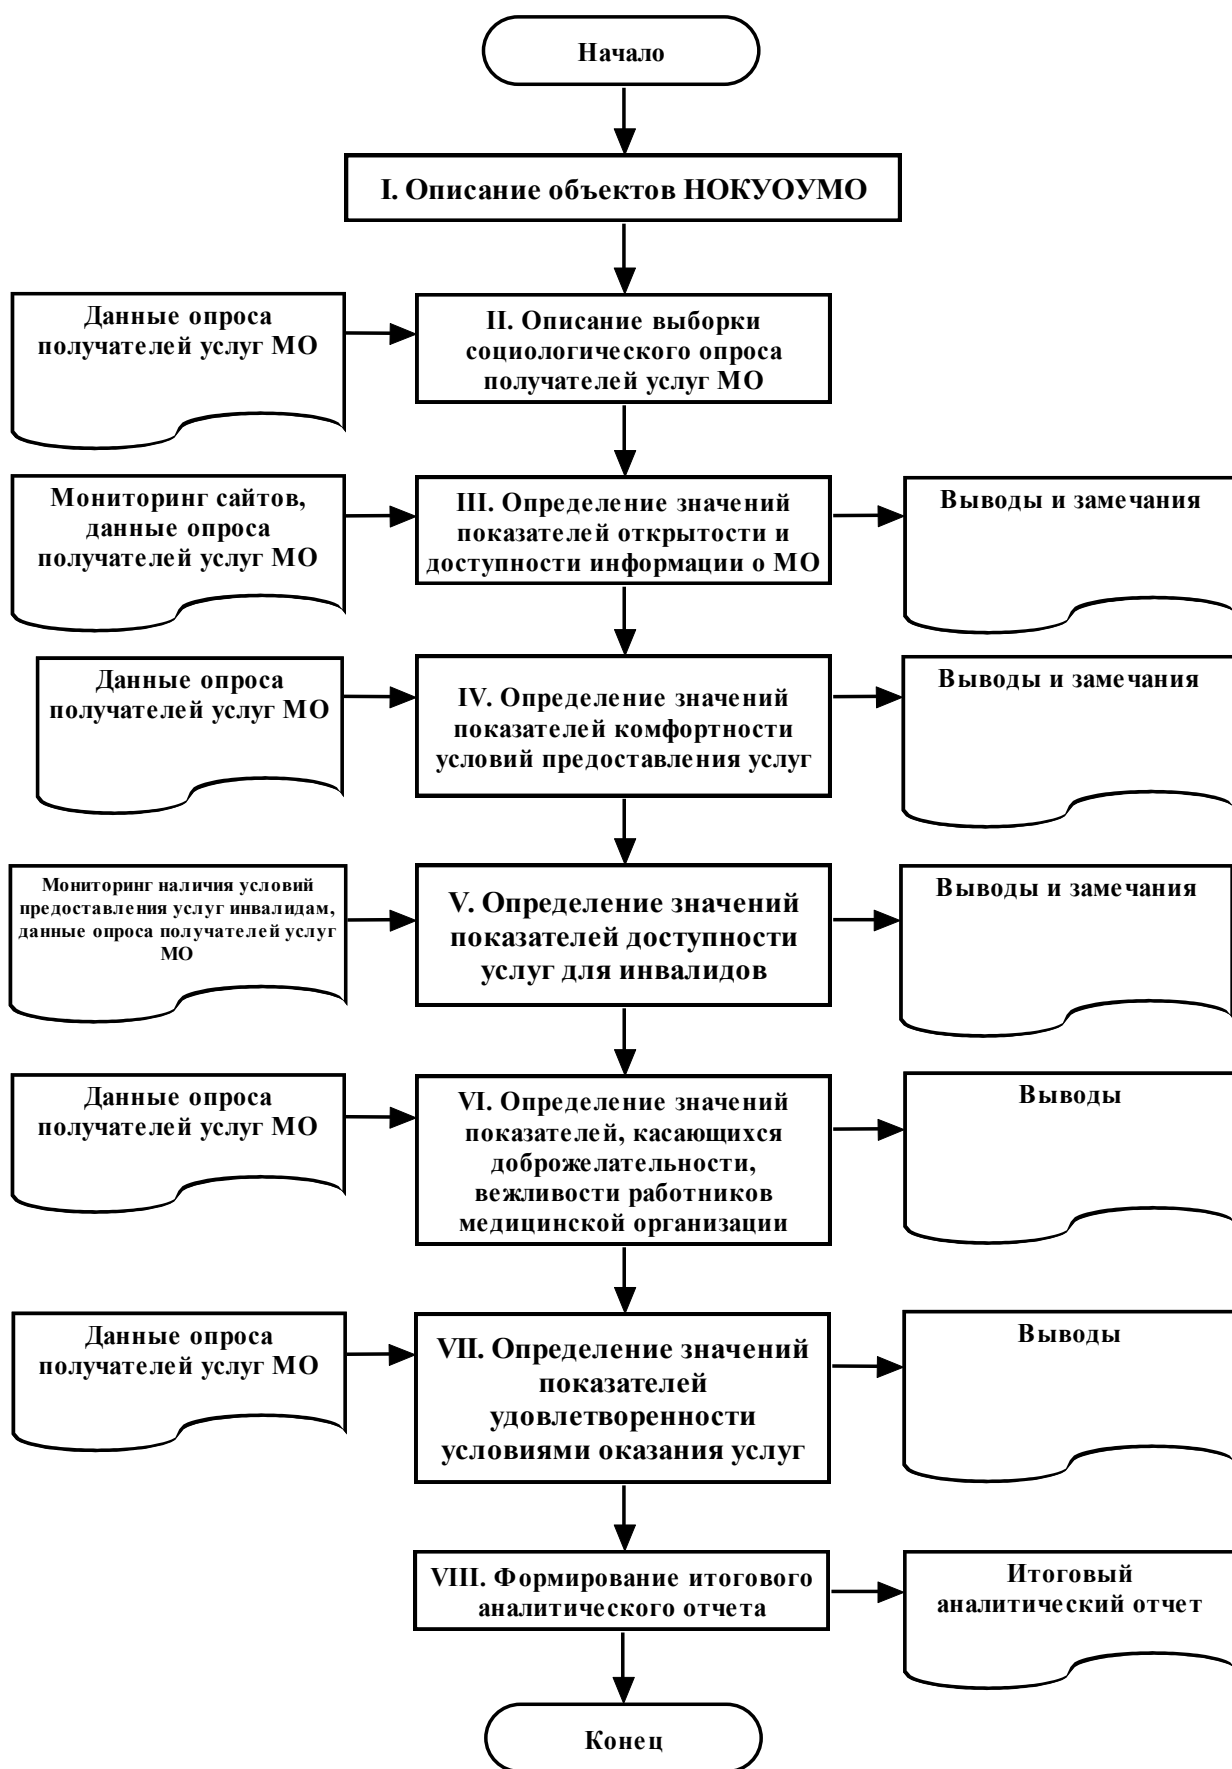 Начало
I. Описание объектов НОКУОУМО
Данные опроса
получателей услуг МО
II. Описание выборки
социологического опроса
получателей услуг МО
Мониторинг сайтов,
данные опроса
получателей услуг МО
III. Определение значений
показателей открытости и
доступности информации о МО
Выводы и замечания
Данные опроса
получателей услуг МО
IV. Определение значений
показателей комфортности
условий предоставления услуг
Выводы и замечания
Мониторинг наличия условий
предоставления услуг инвалидам,
данные опроса получателей услуг
МО
V. Определение значений
показателей доступности
услуг для инвалидов
Выводы и замечания
Данные опроса
получателей услуг МО
VI. Определение значений
показателей, касающихся
доброжелательности,
вежливости работников
медицинской организации
Выводы
Данные опроса
получателей услуг МО
VII. Определение значений
показателей
удовлетворенности
условиями оказания услуг
Выводы
VIII. Формирование итогового
аналитического отчета
Итоговый
аналитический отчет
Конец